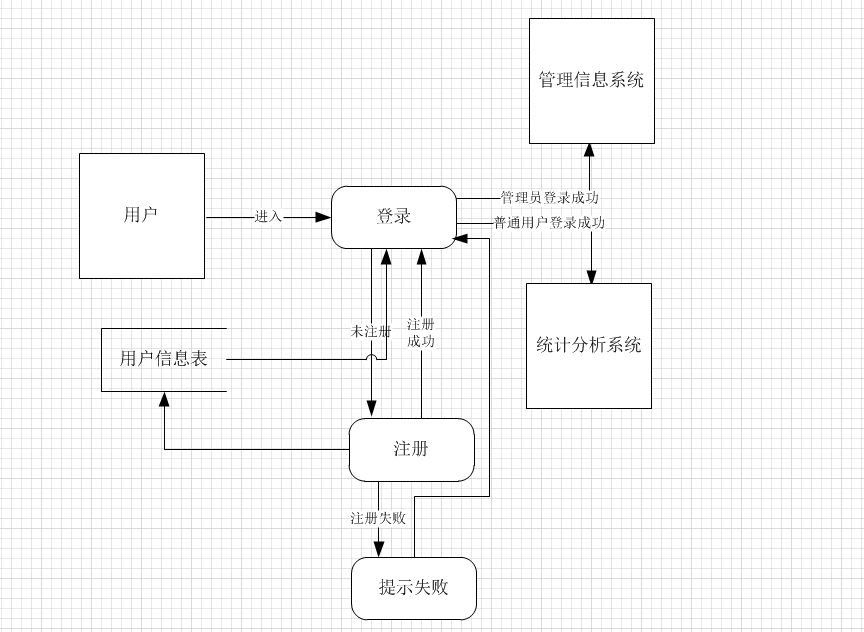 管理信息系统
用户
进入
登录
管理员登录成功
普通用户登录成功
未注册
注册
成功
用户信息表
统计分析系统
注册
注册失败
提示失败